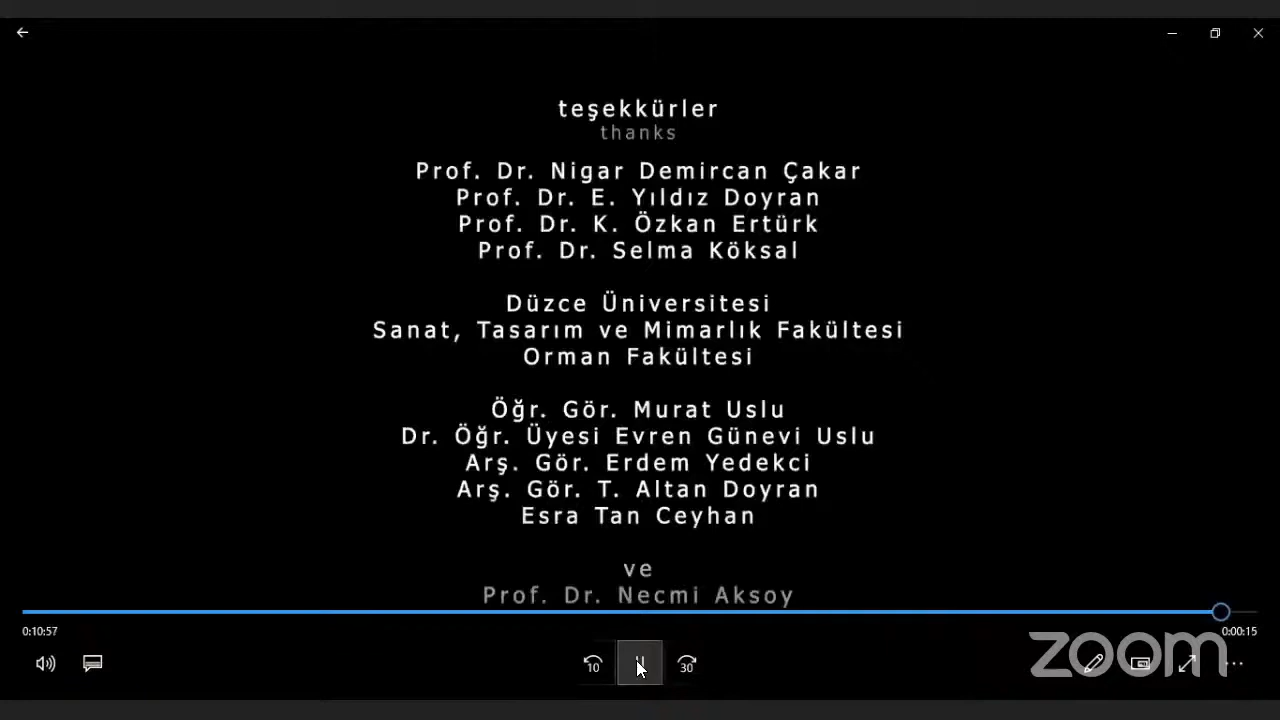 teşekkürler
thanks
Prof. Dr. Nigar Demircan Çakar
Prof. Dr. E. Yıldız Doyran
Prof. Dr. K. Özkan Ertürk
Prof. Dr. Selma Köksal
Düzce Üniversitesi
Sanat, Tasarım ve Mimarlık Fakültesi
Orman Fakültesi
Öğr. Gör. Murat Uslu
Dr. Öğr. Üyesi Evren Günevi Uslu
Arş. Gör. Erdem Yedekci
Arş. Gör. T. Altan Doyran
Esra Tan Ceyhan
ve
Prof. Dr. Necmi Aksoy
0:10:57
0:00:15
10
30
zoom